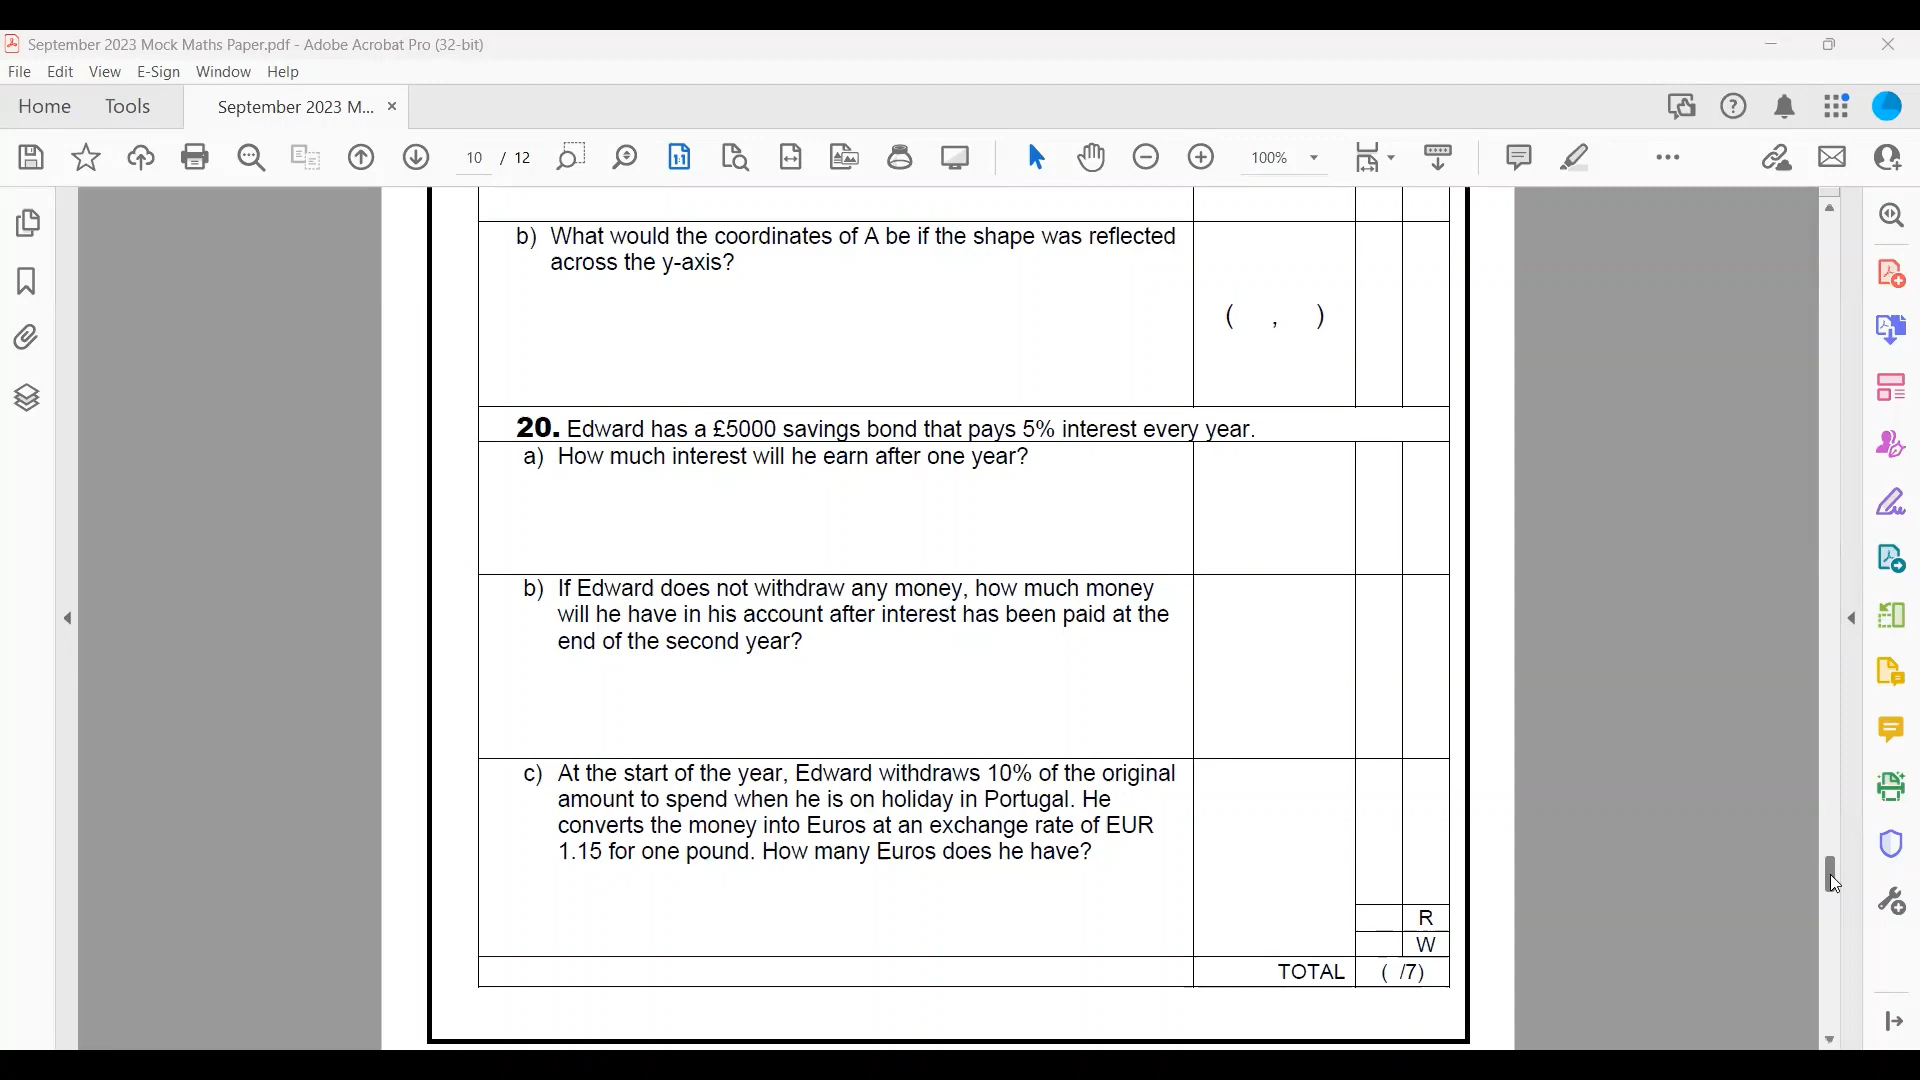 September 2023 Mock Maths Paper.pdf - Adobe Acrobat Pro (32-bit)
File Edit View E-Sign Window Help
Home Tools September 2023 M... ×
10 / 12 100%
b) What would the coordinates of A be if the shape was reflected
across the y-axis?
( , )
20. Edward has a £5000 savings bond that pays 5% interest every year.
a) How much interest will he earn after one year?
b) If Edward does not withdraw any money, how much money
will he have in his account after interest has been paid at the
end of the second year?
c) At the start of the year, Edward withdraws 10% of the original
amount to spend when he is on holiday in Portugal. He
converts the money into Euros at an exchange rate of EUR
1.15 for one pound. How many Euros does he have?
R
W
TOTAL ( /7)